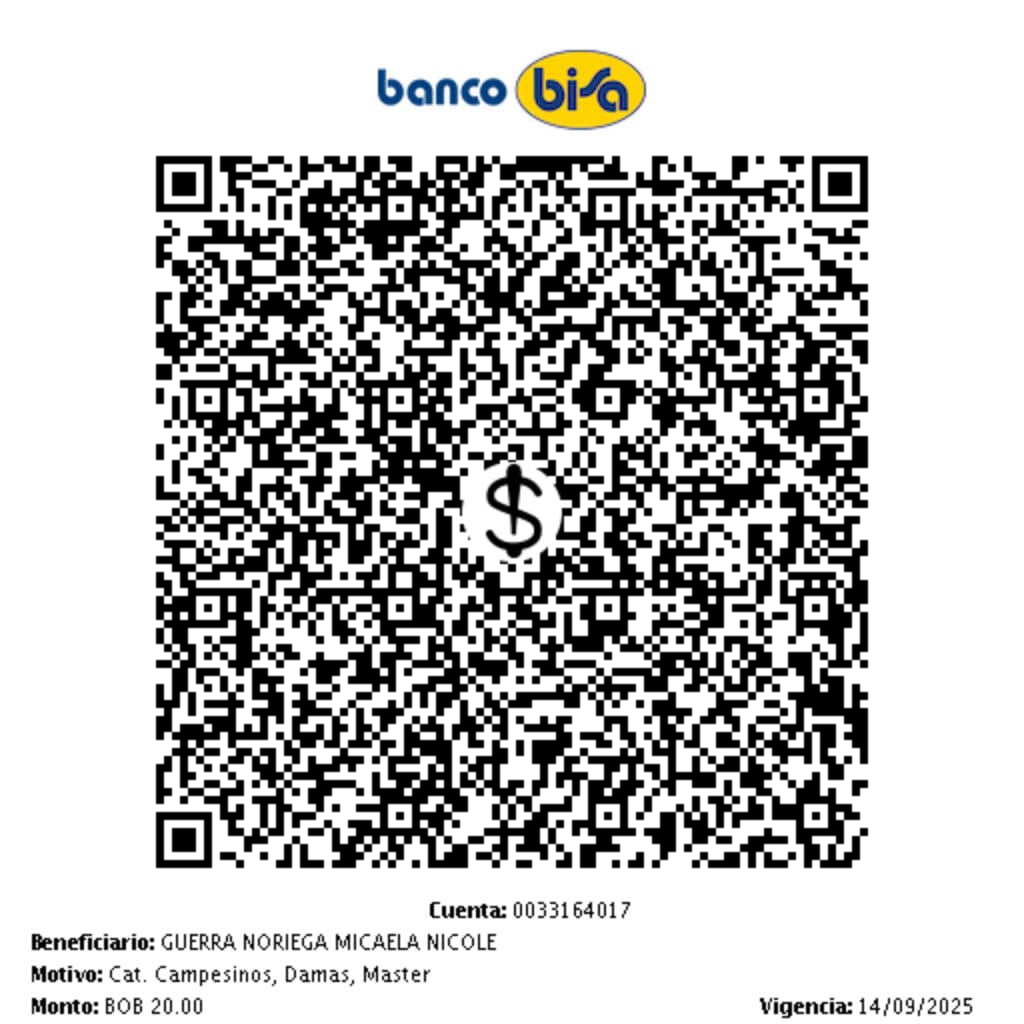 banco bisa
$
Cuenta: 0033164017
Beneficiario: GUERRA NORIEGA MICAELA NICOLE
Motivo: Cat. Campesinos, Damas, Master
Monto: BOB 20.00 Vigencia: 14/09/2025